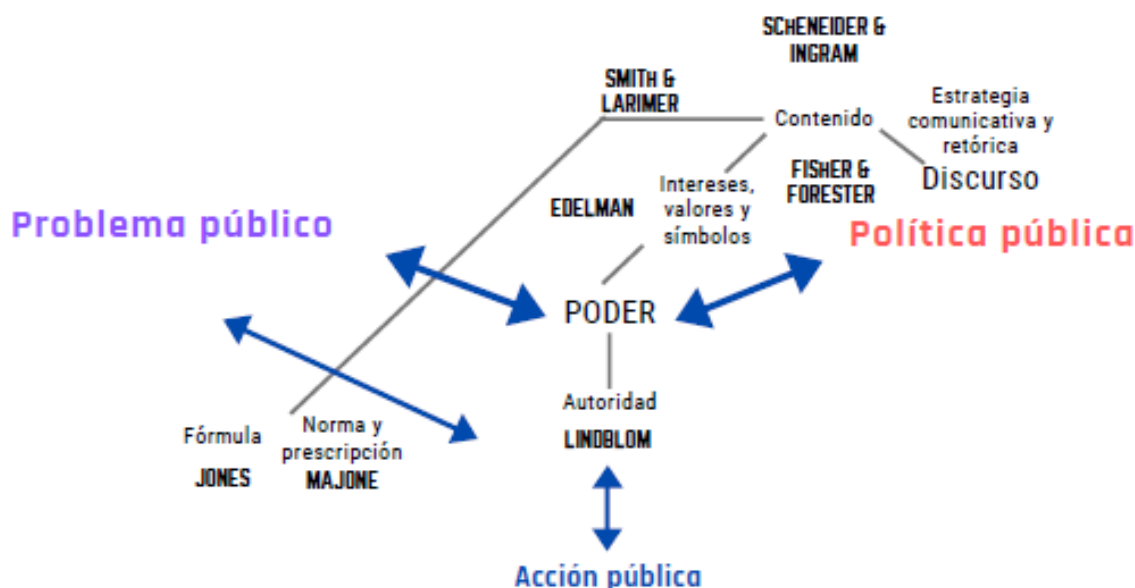 SCHENEIDER &
INGRAM
SMITH &
LARIMER
Contenido
Estrategia
comunicativa y
retórica
Discurso
FISHER &
FORESTER
EDELMAN
Intereses,
valores y
símbolos
Problema público
Política pública
PODER
Autoridad
LINDBLOM
Fórmula
JONES
Norma y
prescripción
MAJONE
Acción pública